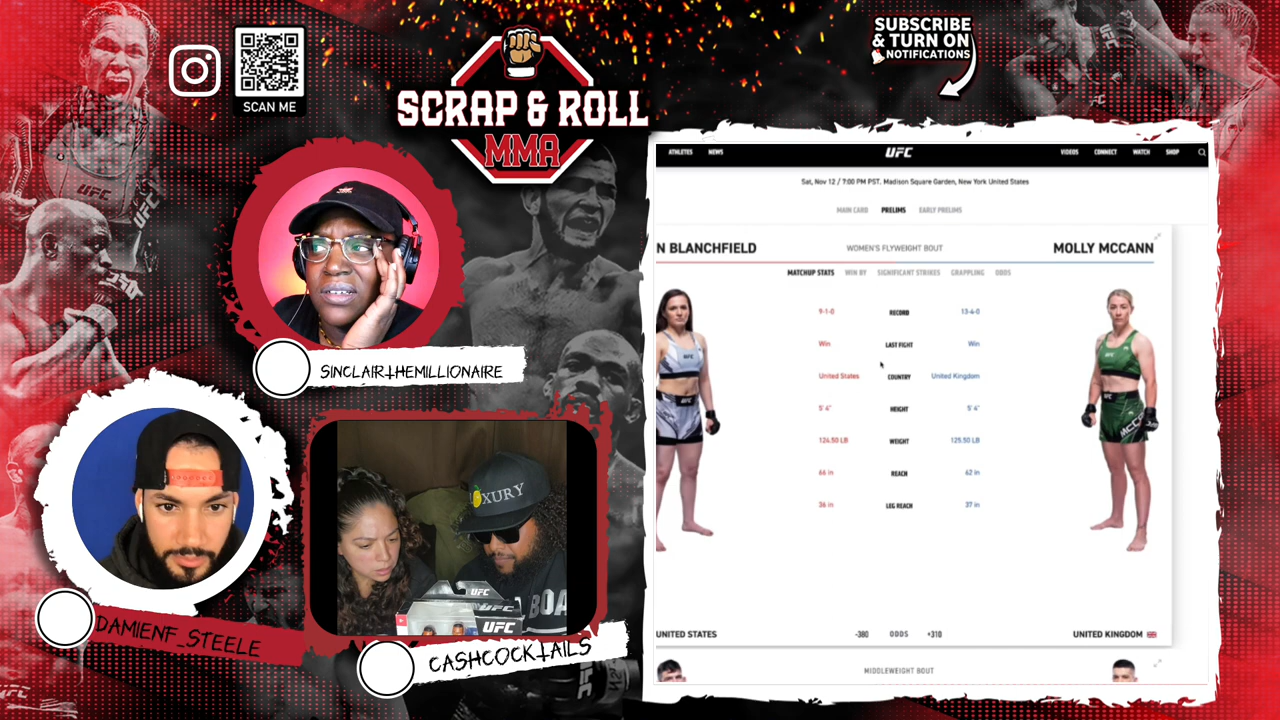 SCAN ME
SCRAP & ROLL
MMA
SUBSCRIBE
& TURN ON
NOTIFICATIONS
SINCLAIRTHEMILLIONAIRE
DAMIENF_STEELE
CASHCOCKTAILS
XURY
BOA
UFC
UFC
UFC
ATHLETES NEWS UFC VIDEOS CONNECT WATCH SHOP
Sat, Nov 12 / 7:00 PM PST. Madison Square Garden, New York United States
MAIN CARD PRELIMS EARLY PRELIMS
N BLANCHFIELD WOMEN'S FLYWEIGHT BOUT MOLLY MCCANN
MATCHUP STATS WIN BY SIGNIFICANT STRIKES GRAPPLING ODDS
9-1-0 RECORD 13-4-0
Win LAST FIGHT Win
United States COUNTRY United Kingdom
5' 4" HEIGHT 5' 4"
124.50 LB WEIGHT 125.50 LB
66 in REACH 62 in
36 in LEG REACH 37 in
UNITED STATES -380 ODDS +310 UNITED KINGDOM
MIDDLEWEIGHT BOUT